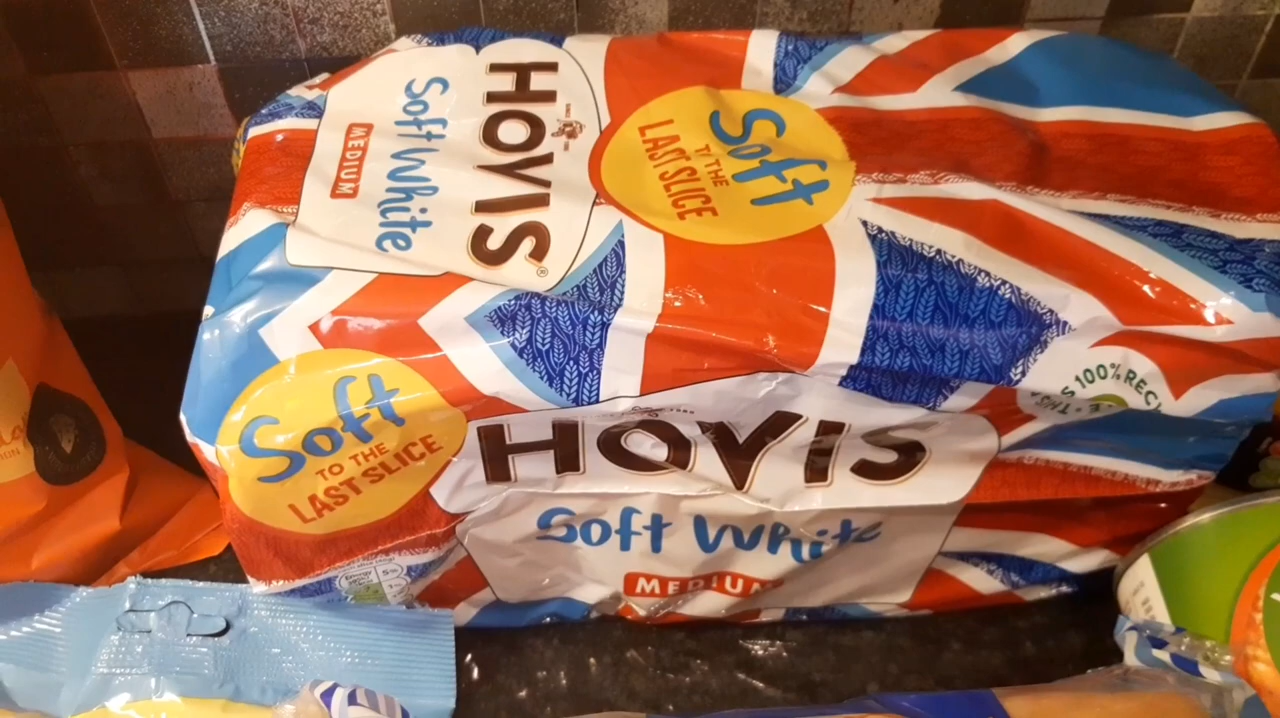 HOVIS®
Soft White
MEDIUM
Soft
TO THE
LAST SLICE
Soft
TO THE
LAST SLICE
100% RECY
HOVIS
Soft White
MEDIUM